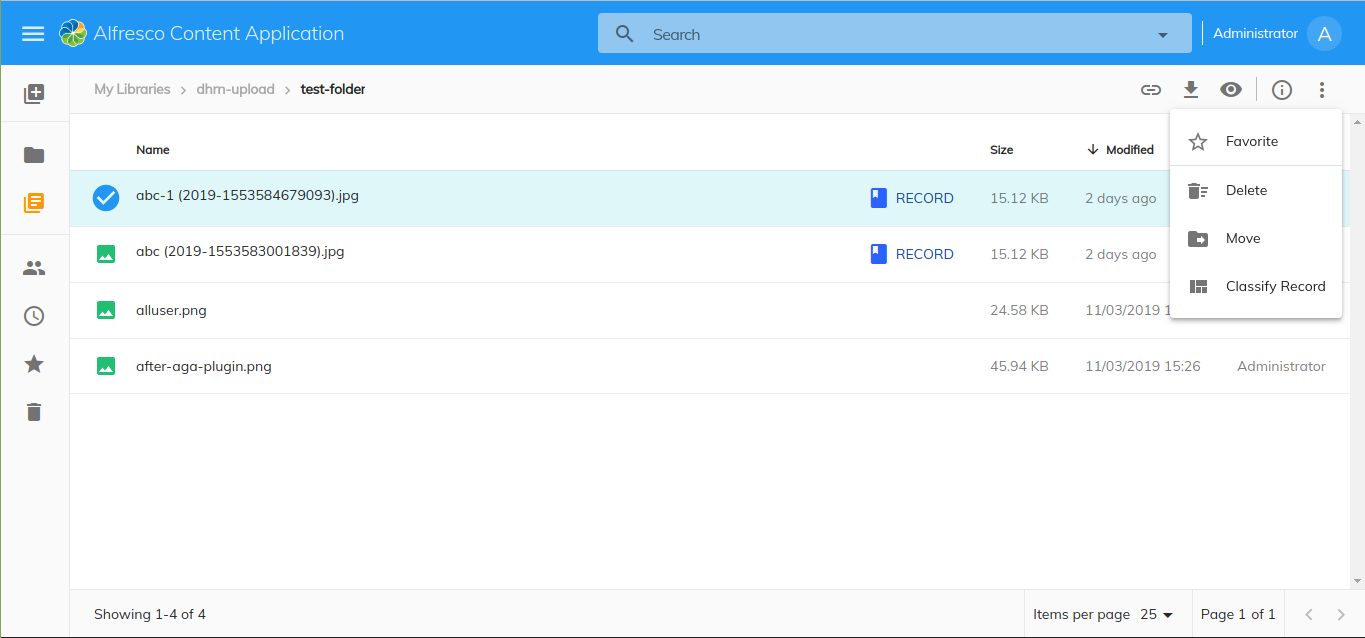 Alfresco Content Application
Search
Administrator A
My Libraries > dhrn-upload > test-folder
Name Size Modified
Favorite
abc-1 (2019-1553584679093).jpg RECORD 15.12 KB 2 days ago
Delete
abc (2019-1553583001839).jpg RECORD 15.12 KB 2 days ago
Move
alluser.png 24.58 KB 11/03/2019 1
Classify Record
after-aga-plugin.png 45.94 KB 11/03/2019 15:26 Administrator
Showing 1-4 of 4 Items per page 25 Page 1 of 1